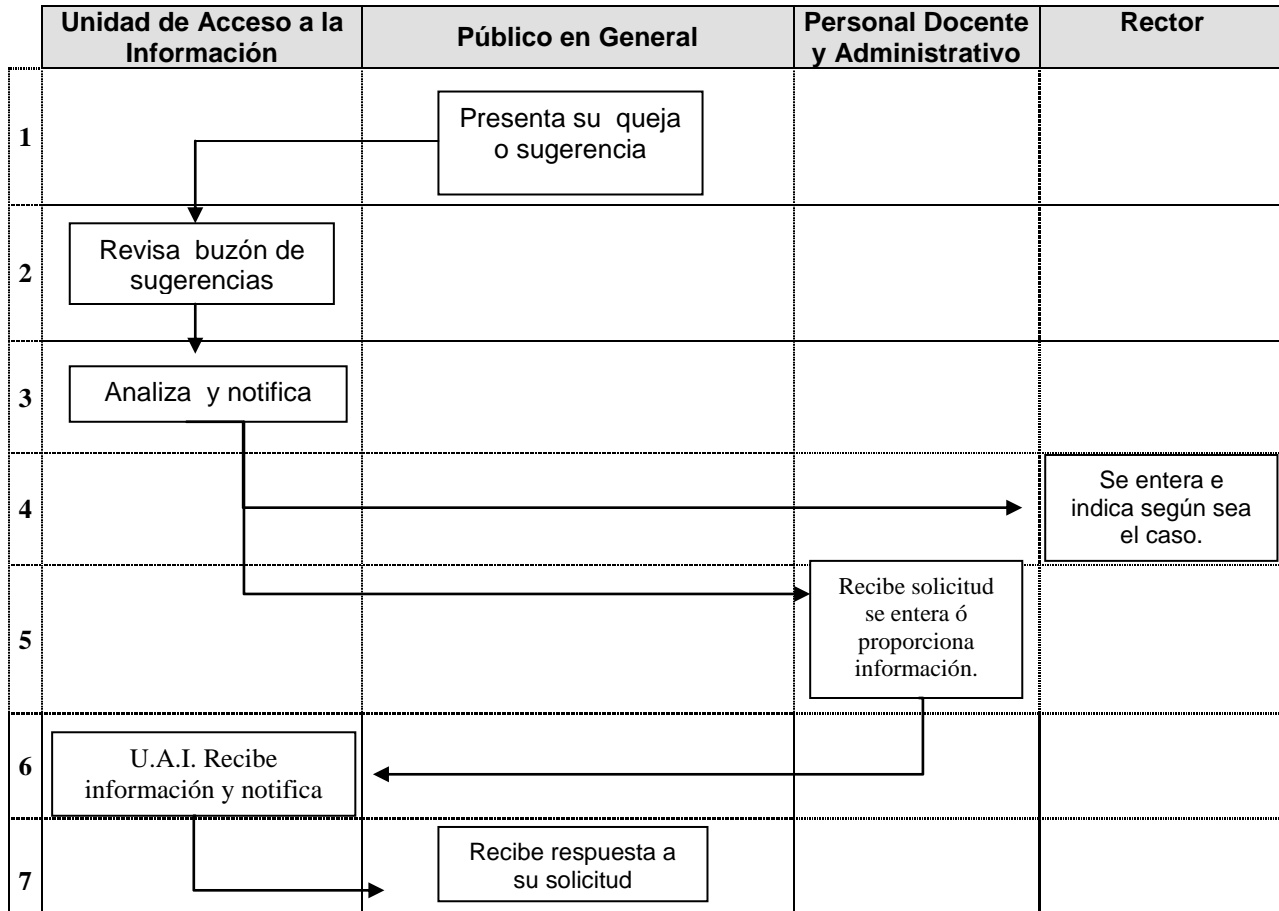 Unidad de Acceso a la
Información
Público en General
Personal Docente
y Administrativo
Rector
1
Presenta su queja
o sugerencia
2
Revisa buzón de
sugerencias
3
Analiza y notifica
4
Se entera e
indica según sea
el caso.
5
Recibe solicitud
se entera ó
proporciona
información.
6
U.A.I. Recibe
información y notifica
7
Recibe respuesta a
su solicitud